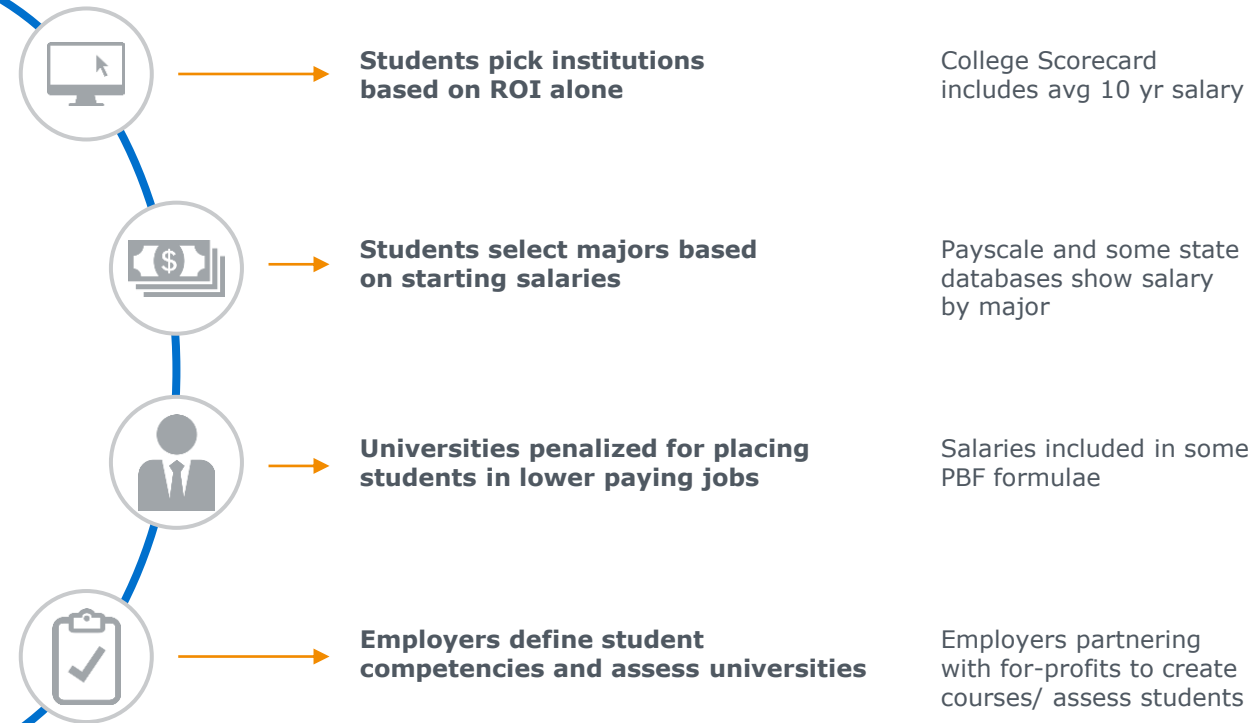 Students pick institutions
based on ROI alone
College Scorecard
includes avg 10 yr salary
$
Students select majors based
on starting salaries
Payscale and some state
databases show salary
by major
Universities penalized for placing
students in lower paying jobs
Salaries included in some
PBF formulae
Employers define student
competencies and assess universities
Employers partnering
with for-profits to create
courses/ assess students